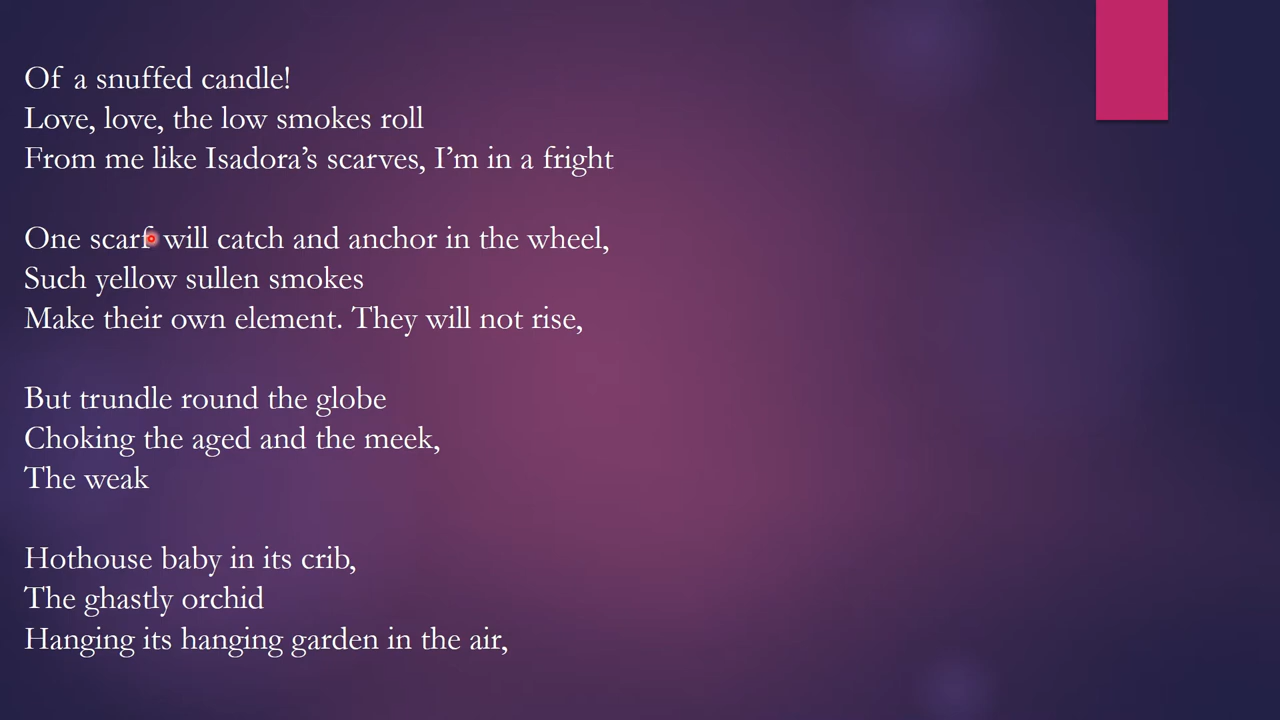 Of a snuffed candle!
Love, love, the low smokes roll
From me like Isadora’s scarves, I’m in a fright
One scarf will catch and anchor in the wheel,
Such yellow sullen smokes
Make their own element. They will not rise,
But trundle round the globe
Choking the aged and the meek,
The weak
Hothouse baby in its crib,
The ghastly orchid
Hanging its hanging garden in the air,